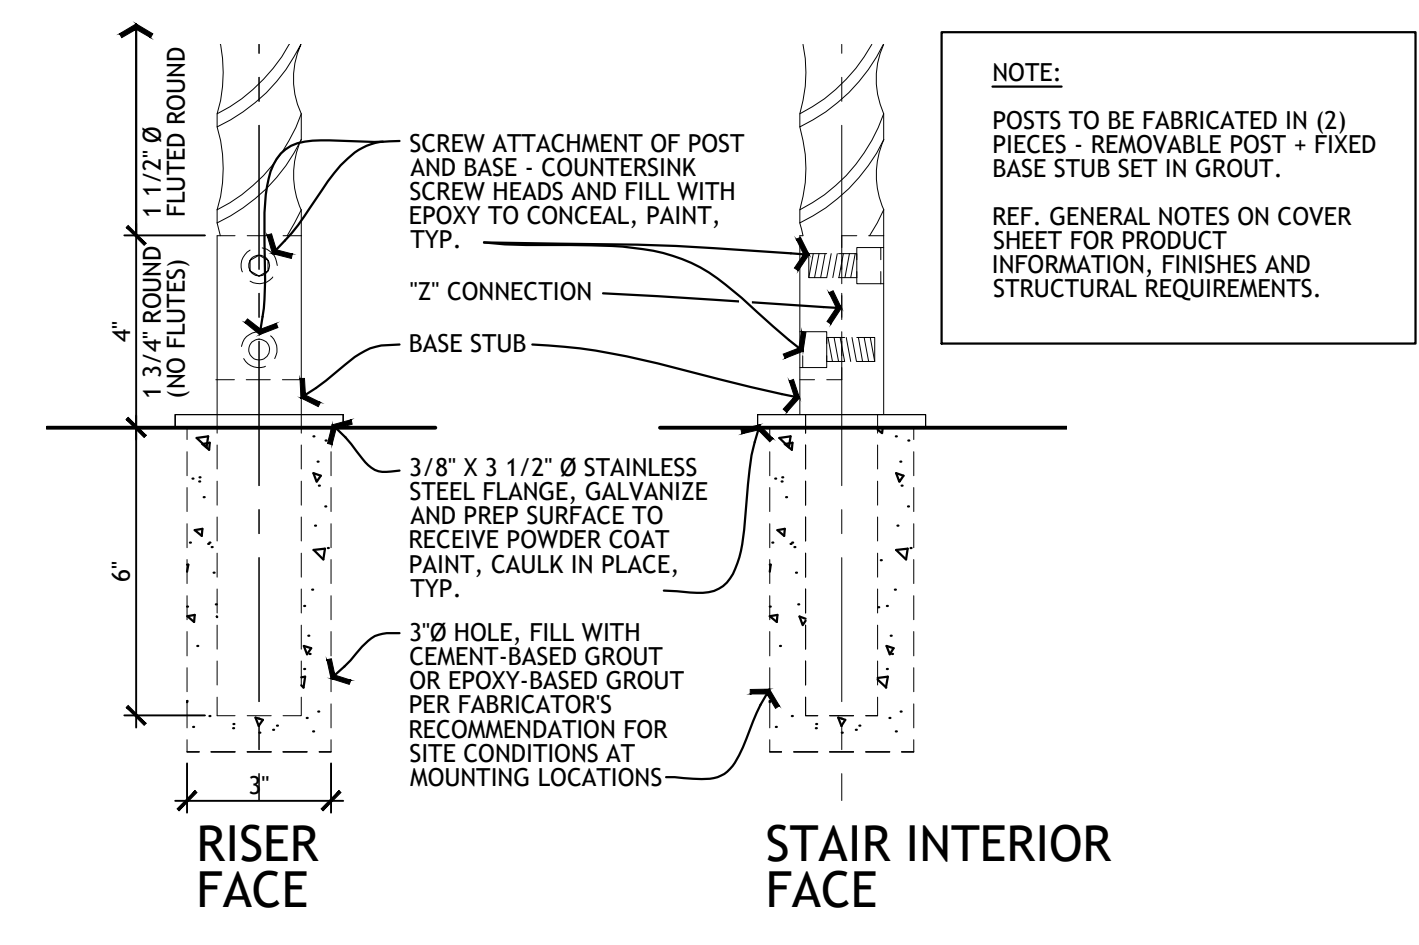 1 1/2" Ø
FLUTED ROUND
4"
1 3/4" ROUND
(NO FLUTES)
6"
3"
SCREW ATTACHMENT OF POST
AND BASE - COUNTERSINK
SCREW HEADS AND FILL WITH
EPOXY TO CONCEAL, PAINT,
TYP.
"Z" CONNECTION
BASE STUB
3/8" X 3 1/2" Ø STAINLESS
STEEL FLANGE, GALVANIZE
AND PREP SURFACE TO
RECEIVE POWDER COAT
PAINT, CAULK IN PLACE,
TYP.
3"Ø HOLE, FILL WITH
CEMENT-BASED GROUT
OR EPOXY-BASED GROUT
PER FABRICATOR'S
RECOMMENDATION FOR
SITE CONDITIONS AT
MOUNTING LOCATIONS
NOTE:
POSTS TO BE FABRICATED IN (2)
PIECES - REMOVABLE POST + FIXED
BASE STUB SET IN GROUT.
REF. GENERAL NOTES ON COVER
SHEET FOR PRODUCT
INFORMATION, FINISHES AND
STRUCTURAL REQUIREMENTS.
RISER
FACE
STAIR INTERIOR
FACE